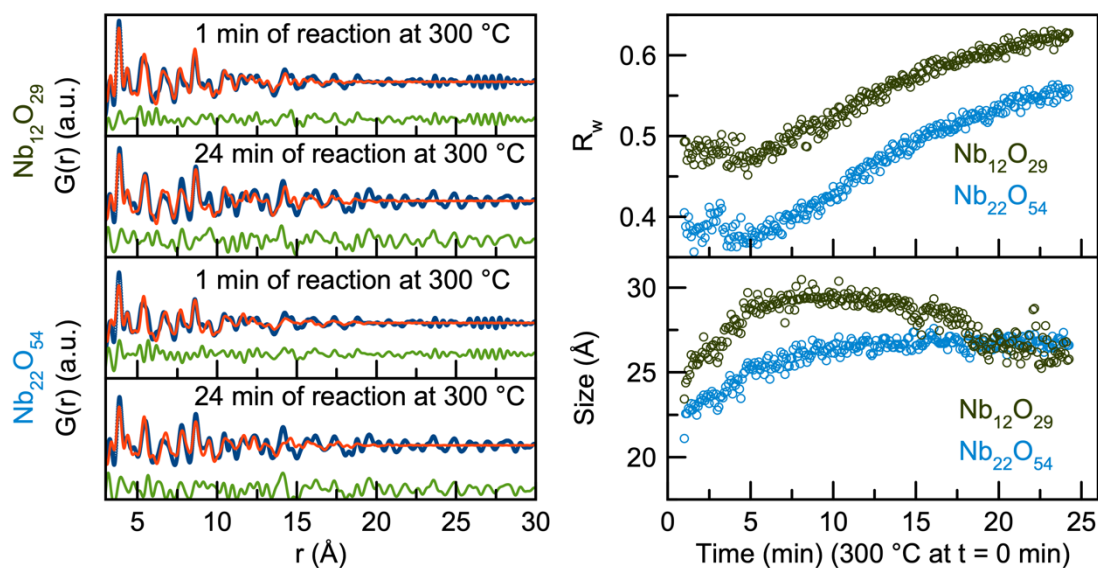 Nb12O29
G(r) (a.u.)
1 min of reaction at 300 °C
24 min of reaction at 300 °C
Nb22O54
G(r) (a.u.)
1 min of reaction at 300 °C
24 min of reaction at 300 °C
5 10 15 20 25 30
r (Å)
Rw
0.6
0.5
0.4
Nb12O29
Nb22O54
Size (Å)
30
25
20
Nb12O29
Nb22O54
0 5 10 15 20 25
Time (min) (300 °C at t = 0 min)